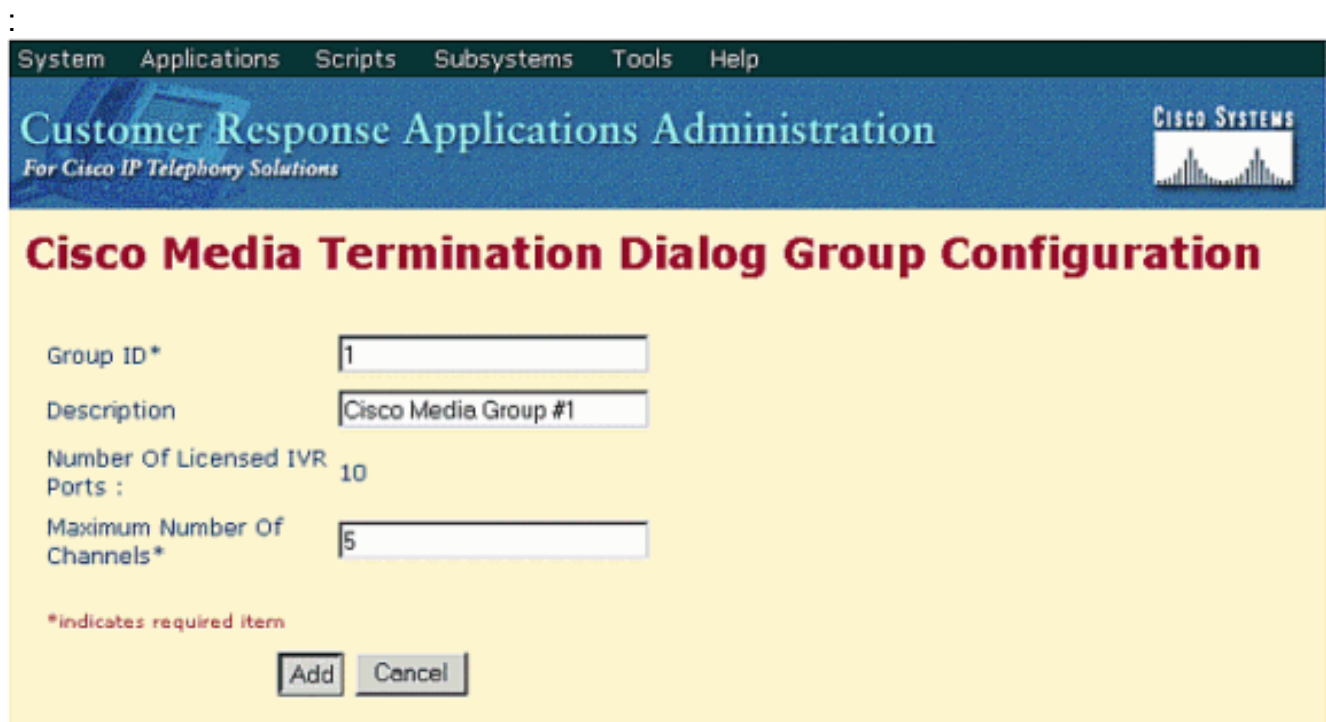 :
System Applications Scripts Subsystems Tools Help
Customer Response Applications Administration
For Cisco IP Telephony Solutions
CISCO SYSTEMS
Cisco Media Termination Dialog Group Configuration
Group ID* 1
Description Cisco Media Group #1
Number Of Licensed IVR
Ports : 10
Maximum Number Of
Channels* 5
*indicates required item
Add Cancel